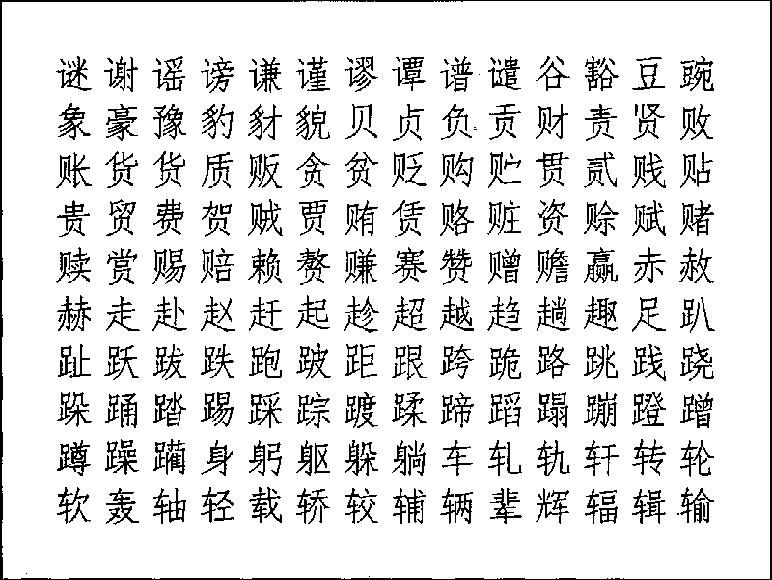 谜谢谣谤谦谨谬谭谱谴谷豁豆豌
象豪豫豹豺貌贝贞负贡财责贤败
账货货质贩贪贫贬购贮贯贰贱贴
贵贸费贺贼贾贿赁赂赃资赊赋赌
赎赏赐赔赖赘赚赛赞赠赡赢赤赦
赫走赴赵赶起趁超越趋趟趣足趴
趾跃跋跌跑跛距跟跨跪路跳践跷
跺踊踏踢踩踪踱蹂蹄蹈蹋蹦蹬蹭
蹲躁躏身躬躯躲躺车轧轨轩转轮
软轰轴轻载轿较辅辆辈辉辐辑输